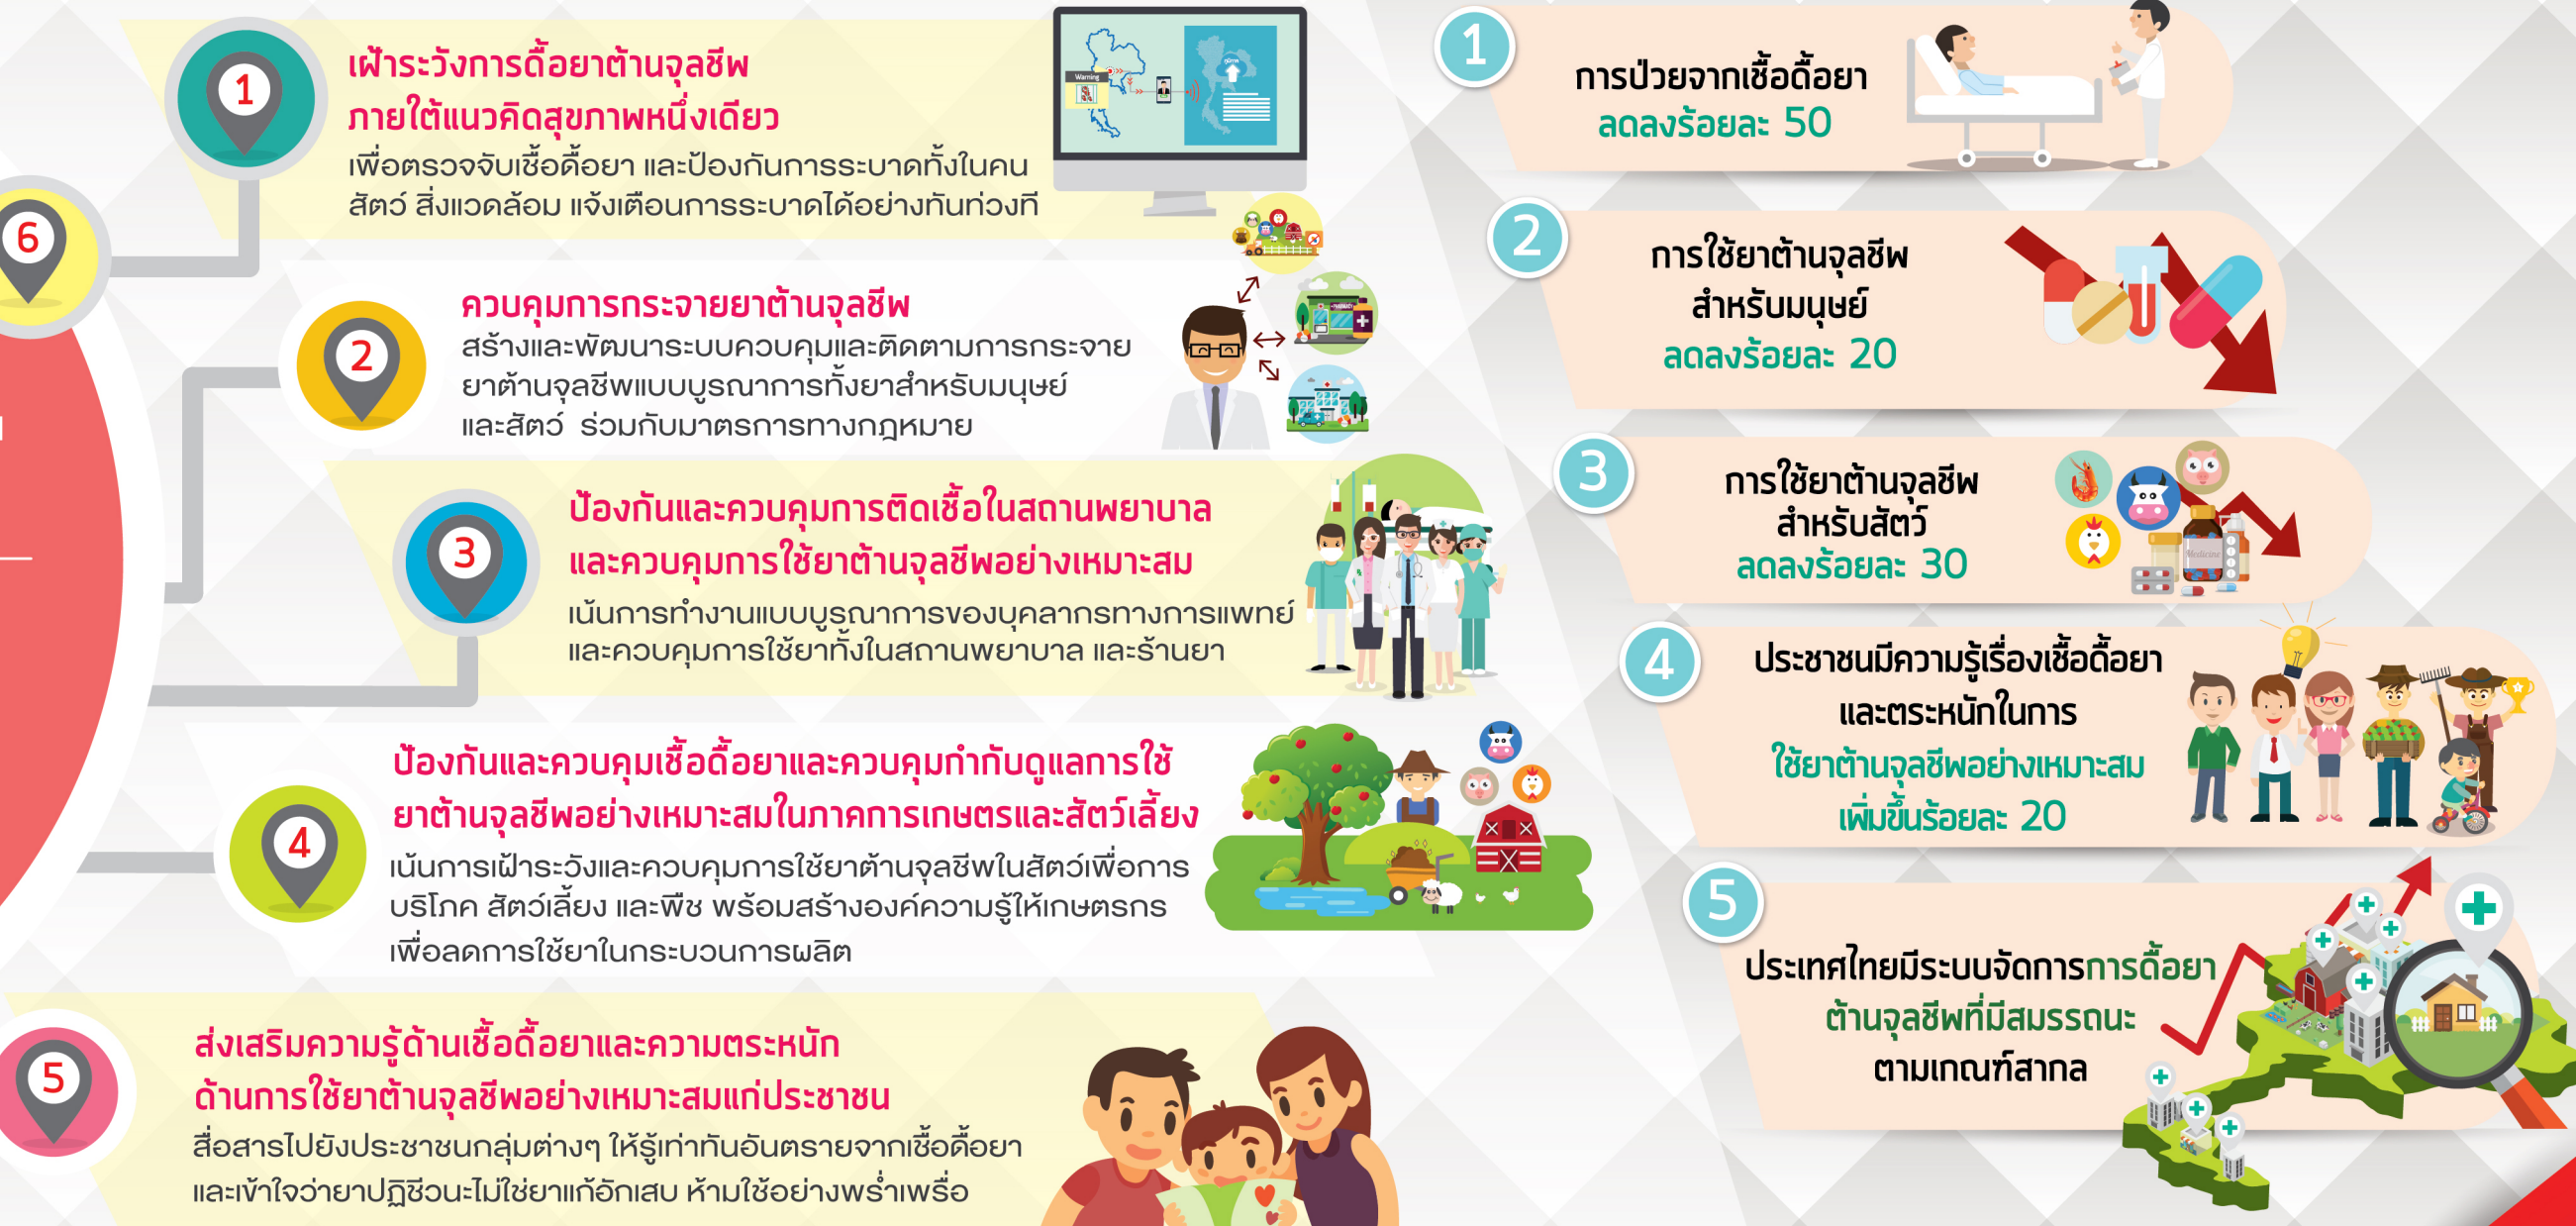 1
เฝ้าระวังการดื้อยาต้านจุลชีพ
ภายใต้แนวคิดสุขภาพหนึ่งเดียว
เพื่อตรวจจับเชื้อดื้อยา และป้องกันการระบาดทั้งในคน
สัตว์ สิ่งแวดล้อม แจ้งเตือนการระบาดได้อย่างทันท่วงที
Warning
6
2
ควบคุมการกระจายยาต้านจุลชีพ
สร้างและพัฒนาระบบควบคุมและติดตามการกระจาย
ยาต้านจุลชีพแบบบูรณาการทั้งยาสำหรับมนุษย์
และสัตว์ ร่วมกับมาตรการทางกฎหมาย
3
ป้องกันและควบคุมการติดเชื้อในสถานพยาบาล
และควบคุมการใช้ยาต้านจุลชีพอย่างเหมาะสม
เน้นการทำงานแบบบูรณาการของบุคลากรทางการแพทย์
และควบคุมการใช้ยาทั้งในสถานพยาบาล และร้านยา
4
ป้องกันและควบคุมเชื้อดื้อยาและควบคุมกำกับดูแลการใช้
ยาต้านจุลชีพอย่างเหมาะสมในภาคการเกษตรและสัตว์เลี้ยง
เน้นการเฝ้าระวังและควบคุมการใช้ยาต้านจุลชีพในสัตว์เพื่อการ
บริโภค สัตว์เลี้ยง และพืช พร้อมสร้างองค์ความรู้ให้เกษตรกร
เพื่อลดการใช้ยาในกระบวนการผลิต
5
ส่งเสริมความรู้ด้านเชื้อดื้อยาและความตระหนัก
ด้านการใช้ยาต้านจุลชีพอย่างเหมาะสมแก่ประชาชน
สื่อสารไปยังประชาชนกลุ่มต่างๆ ให้รู้เท่าทันอันตรายจากเชื้อดื้อยา
และเข้าใจว่ายาปฏิชีวนะไม่ใช่ยาแก้อักเสบ ห้ามใช้อย่างพร่ำเพรื่อ
1
การป่วยจากเชื้อดื้อยา
ลดลงร้อยละ 50
2
การใช้ยาต้านจุลชีพ
สำหรับมนุษย์
ลดลงร้อยละ 20
3
การใช้ยาต้านจุลชีพ
สำหรับสัตว์
ลดลงร้อยละ 30
Medicine
4
ประชาชนมีความรู้เรื่องเชื้อดื้อยา
และตระหนักในการ
ใช้ยาต้านจุลชีพอย่างเหมาะสม
เพิ่มขึ้นร้อยละ 20
5
ประเทศไทยมีระบบจัดการการดื้อยา
ต้านจุลชีพที่มีสมรรถนะ
ตามเกณฑ์สากล